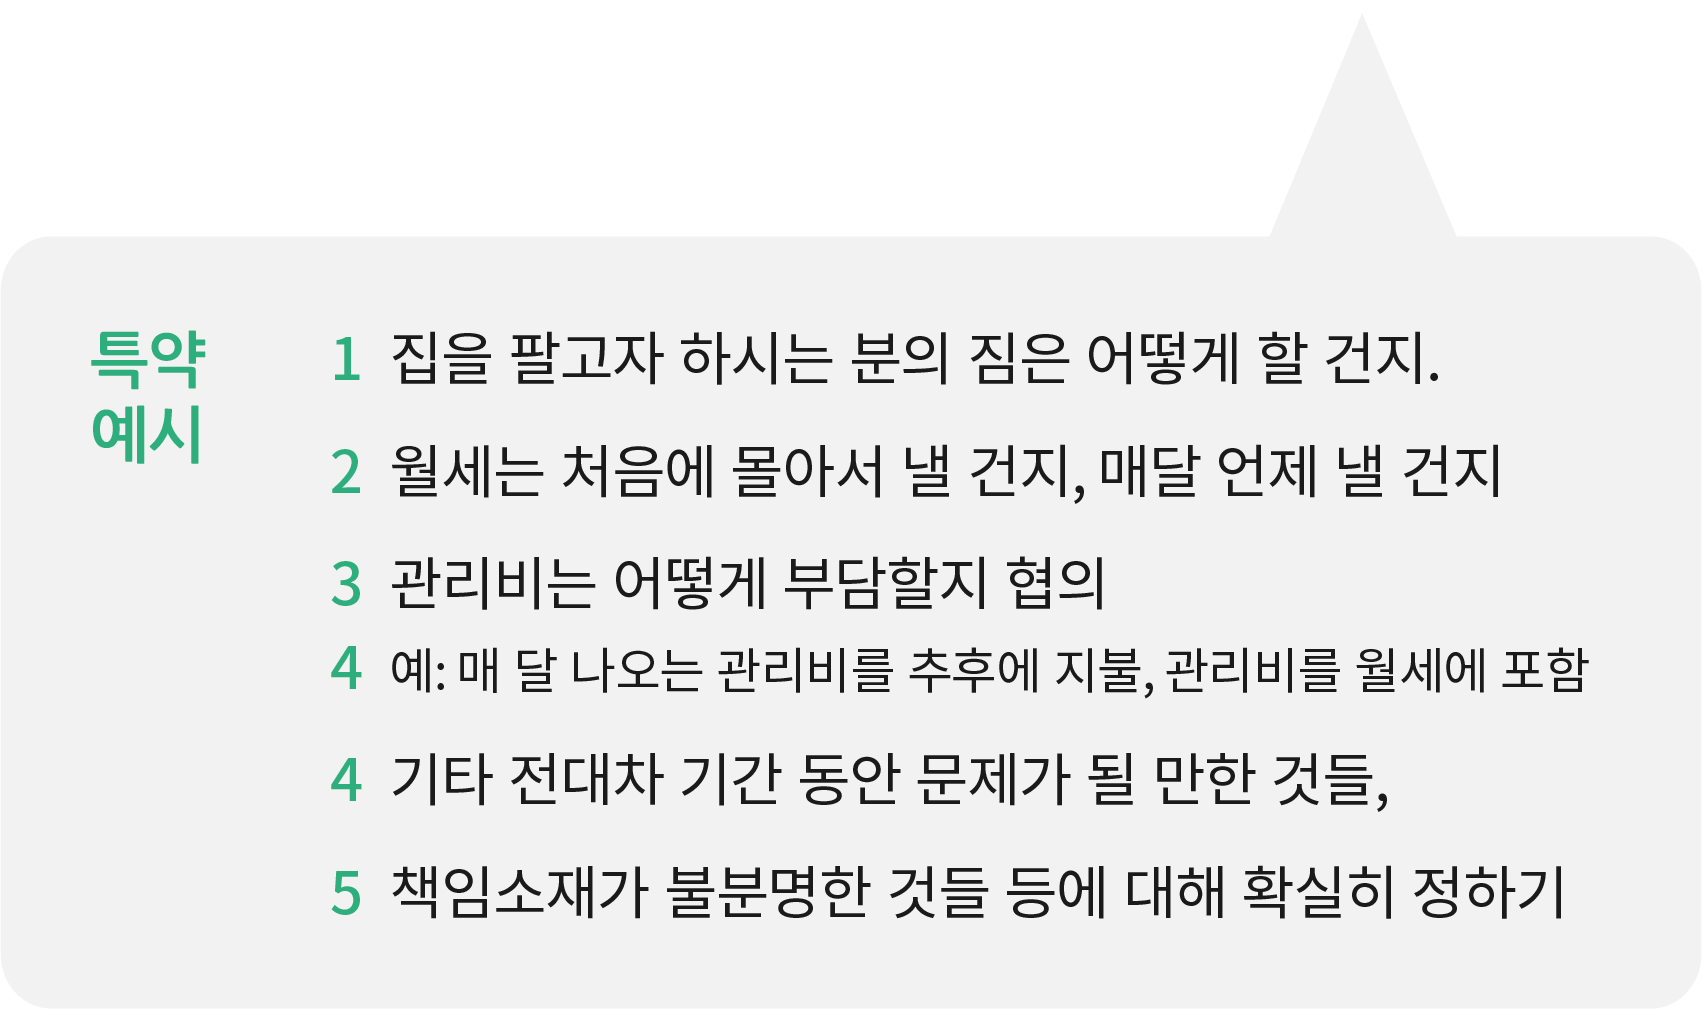 특약
예시
1 집을 팔고자 하시는 분의 짐은 어떻게 할 건지.
2 월세는 처음에 몰아서 낼 건지, 매달 언제 낼 건지
3 관리비는 어떻게 부담할지 협의
4 예: 매 달 나오는 관리비를 추후에 지불, 관리비를 월세에 포함
4 기타 전대차 기간 동안 문제가 될 만한 것들,
5 책임소재가 불분명한 것들 등에 대해 확실히 정하기